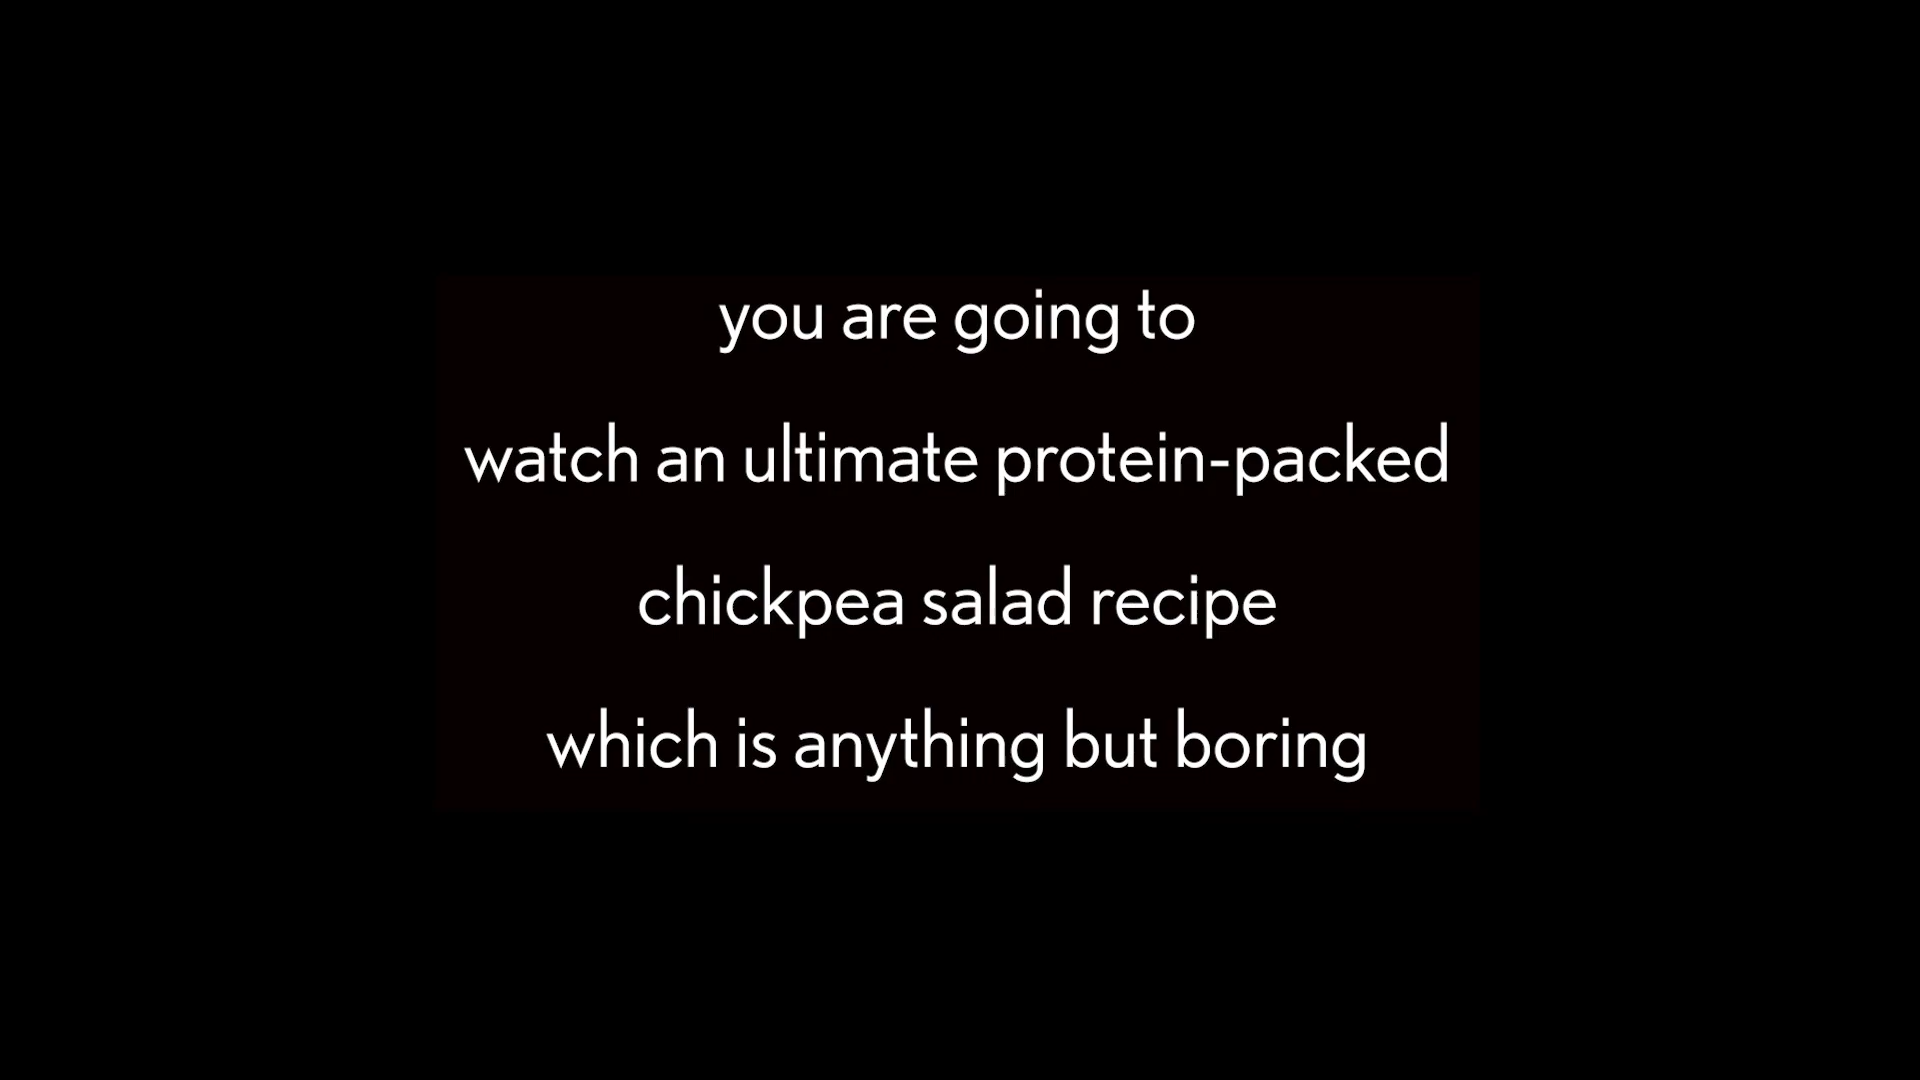 you are going to
watch an ultimate protein-packed
chickpea salad recipe
which is anything but boring